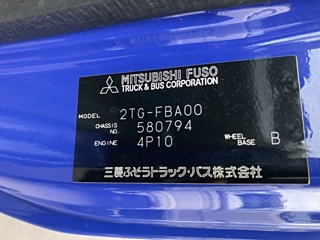 MITSUBISHI FUSO
TRUCK & BUS CORPORATION
MODEL 2TG-FBA00
CHASSIS NO. 580794
ENGINE 4P10 WHEEL BASE B
三菱ふそうトラック・バス株式会社